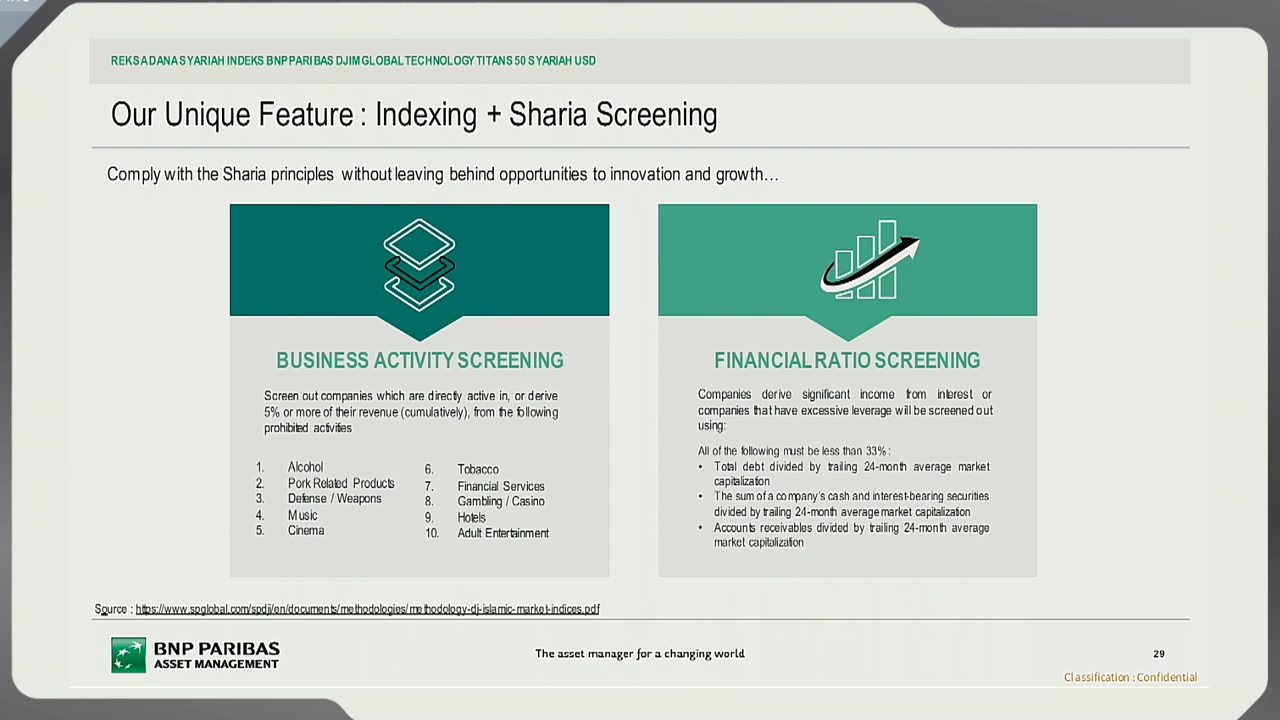 REKSA DANA SYARIAH INDEKS BNP PARIBAS DJIM GLOBAL TECHNOLOGY TITANS 50 SYARIAH USD
Our Unique Feature : Indexing + Sharia Screening
Comply with the Sharia principles without leaving behind opportunities to innovation and growth...
BUSINESS ACTIVITY SCREENING
Screen out companies which are directly active in, or derive
5% or more of their revenue (cumulatively), from the following
prohibited activities
1. Alcohol
2. Pork Related Products
3. Defense / Weapons
4. Music
5. Cinema
6. Tobacco
7. Financial Services
8. Gambling / Casino
9. Hotels
10. Adult Entertainment
FINANCIAL RATIO SCREENING
Companies derive significant income from interest or
companies that have excessive leverage will be screened out
using:
All of the following must be less than 33% :
• Total debt divided by trailing 24-month average market
capitalization
• The sum of a company's cash and interest-bearing securities
divided by trailing 24-month average market capitalization
• Accounts receivables divided by trailing 24-month average
market capitalization
Source : https://www.spglobal.com/spdji/en/documents/methodologies/methodology-dj-islamic-market-indices.pdf
BNP PARIBAS
ASSET MANAGEMENT
The asset manager for a changing world
29
Classification : Confidential